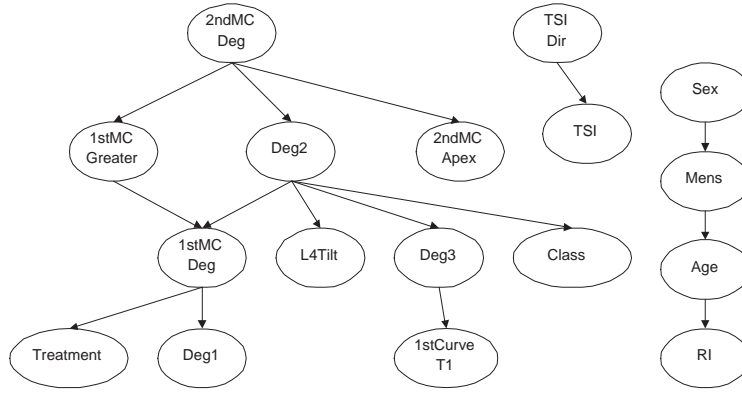 2ndMC
Deg
TSI
Dir
Sex
1stMC
Greater
Deg2
2ndMC
Apex
TSI
Mens
1stMC
Deg
L4Tilt
Deg3
Class
Age
Treatment
Deg1
1stCurve
T1
RI